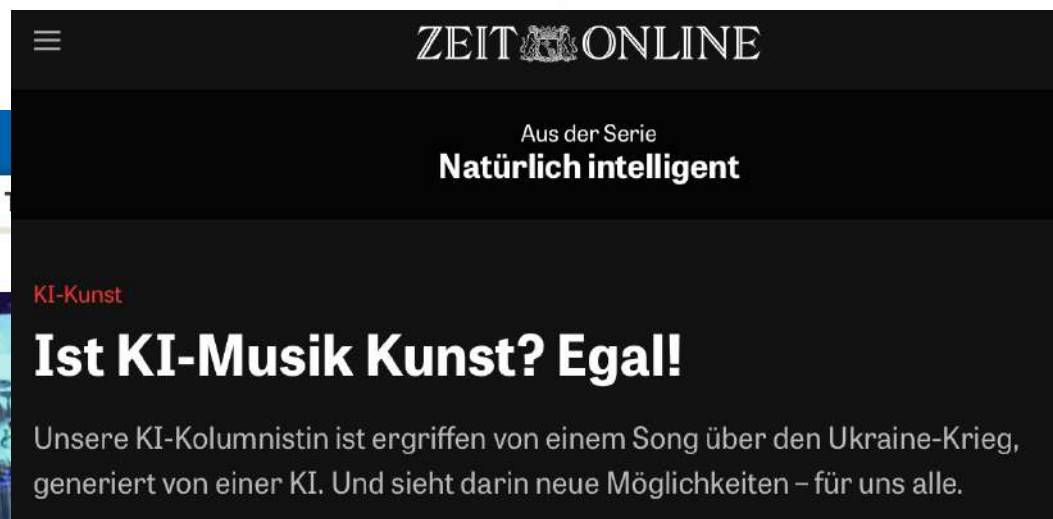 ZEIT ONLINE
Aus der Serie
Natürlich intelligent
KI-Kunst
Ist KI-Musik Kunst? Egal!
Unsere KI-Kolumnistin ist ergriffen von einem Song über den Ukraine-Krieg,
generiert von einer KI. Und sieht darin neue Möglichkeiten – für uns alle.